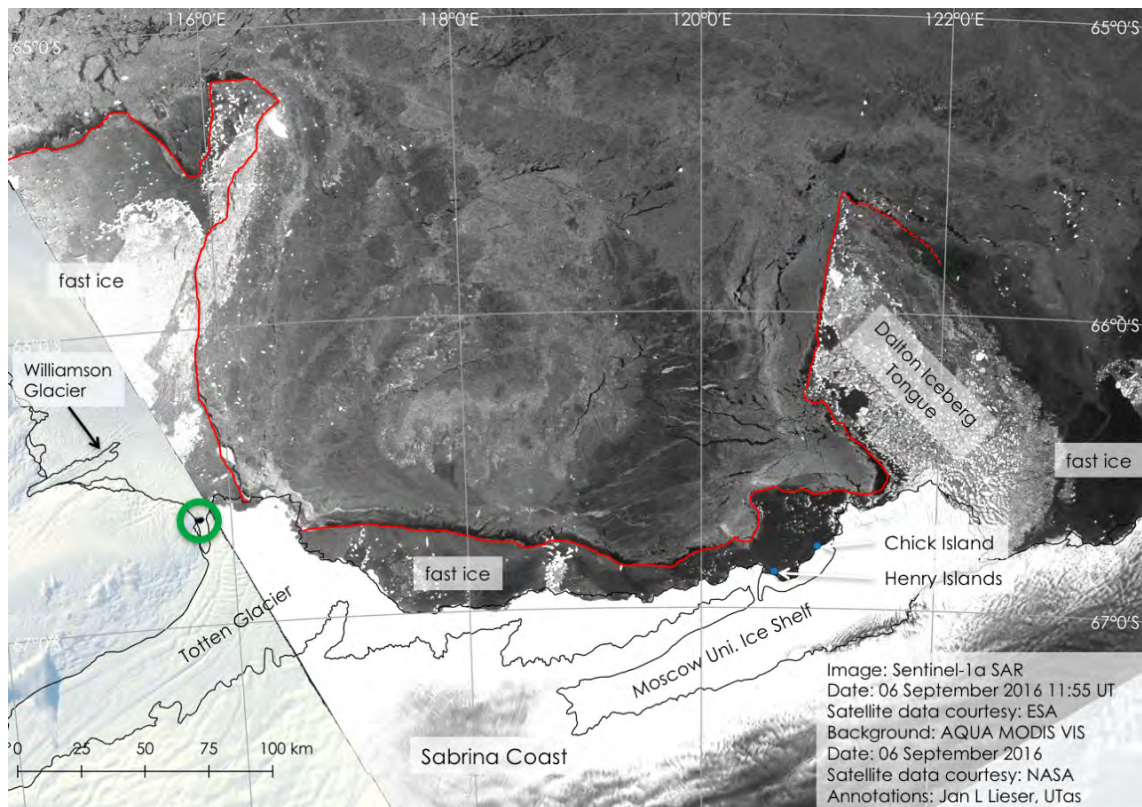 116°0'E
118°0'E
120°0'E
122°0'E
65°0'S
65°0'S
fast ice
66°0'S
66°0'S
Williamson
Glacier
Dalton Iceberg
Tongue
fast ice
Chick Island
fast ice
Henry Islands
67°0'S
67°0'S
Totten Glacier
Moscow Uni. Ice Shelf
Sabrina Coast
0 25 50 75 100 km
Image: Sentinel-1a SAR
Date: 06 September 2016 11:55 UT
Satellite data courtesy: ESA
Background: AQUA MODIS VIS
Date: 06 September 2016
Satellite data courtesy: NASA
Annotations: Jan L Lieser, UTas